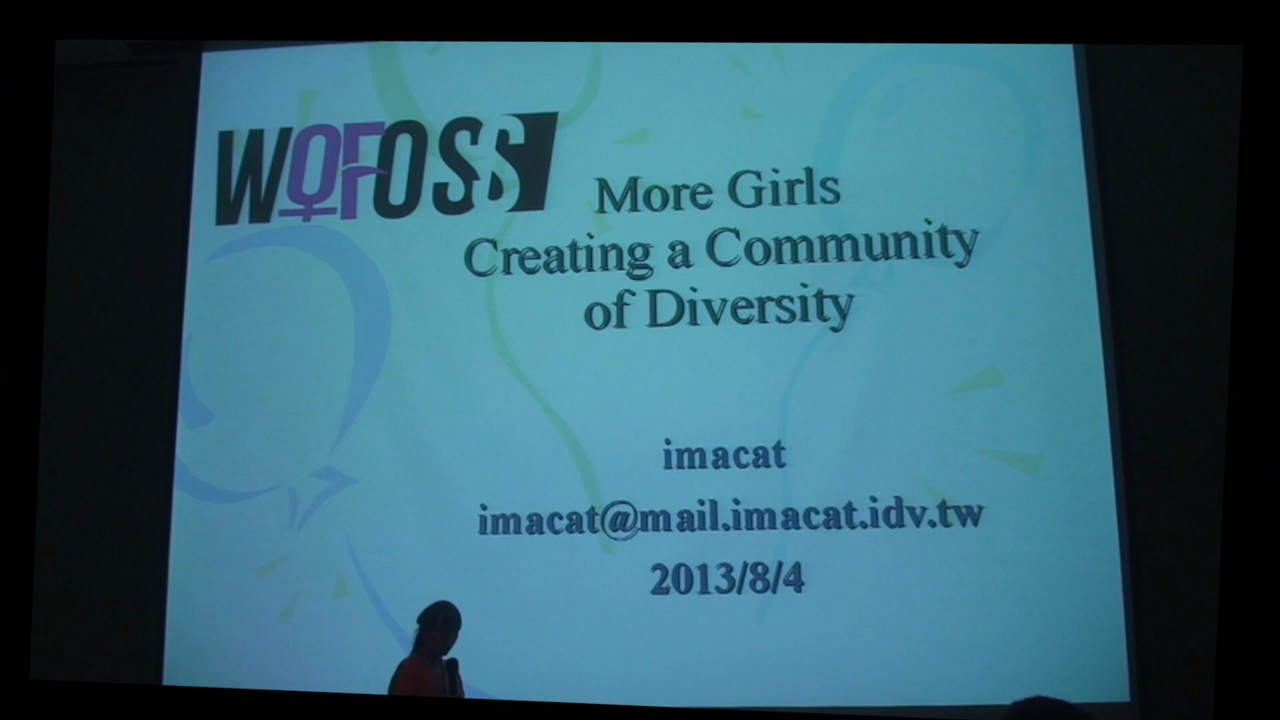 WOFOSS
More Girls
Creating a Community
of Diversity
imacat
imacat@mail.imacat.idv.tw
2013/8/4